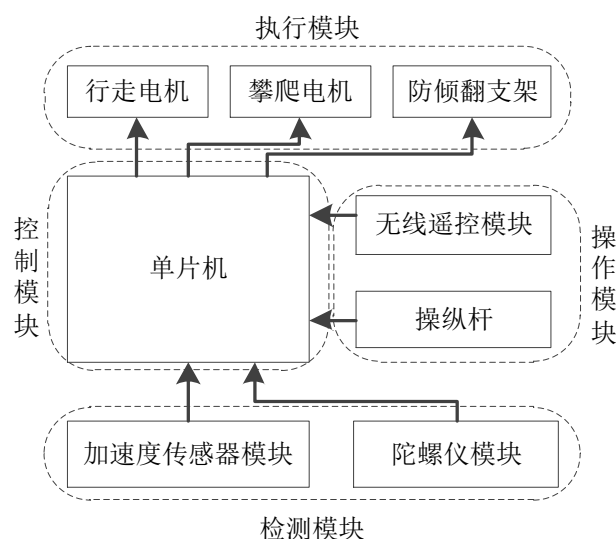 执行模块
行走电机
攀爬电机
防倾翻支架
控制模块
单片机
无线遥控模块
操纵杆
操作模块
加速度传感器模块
陀螺仪模块
检测模块